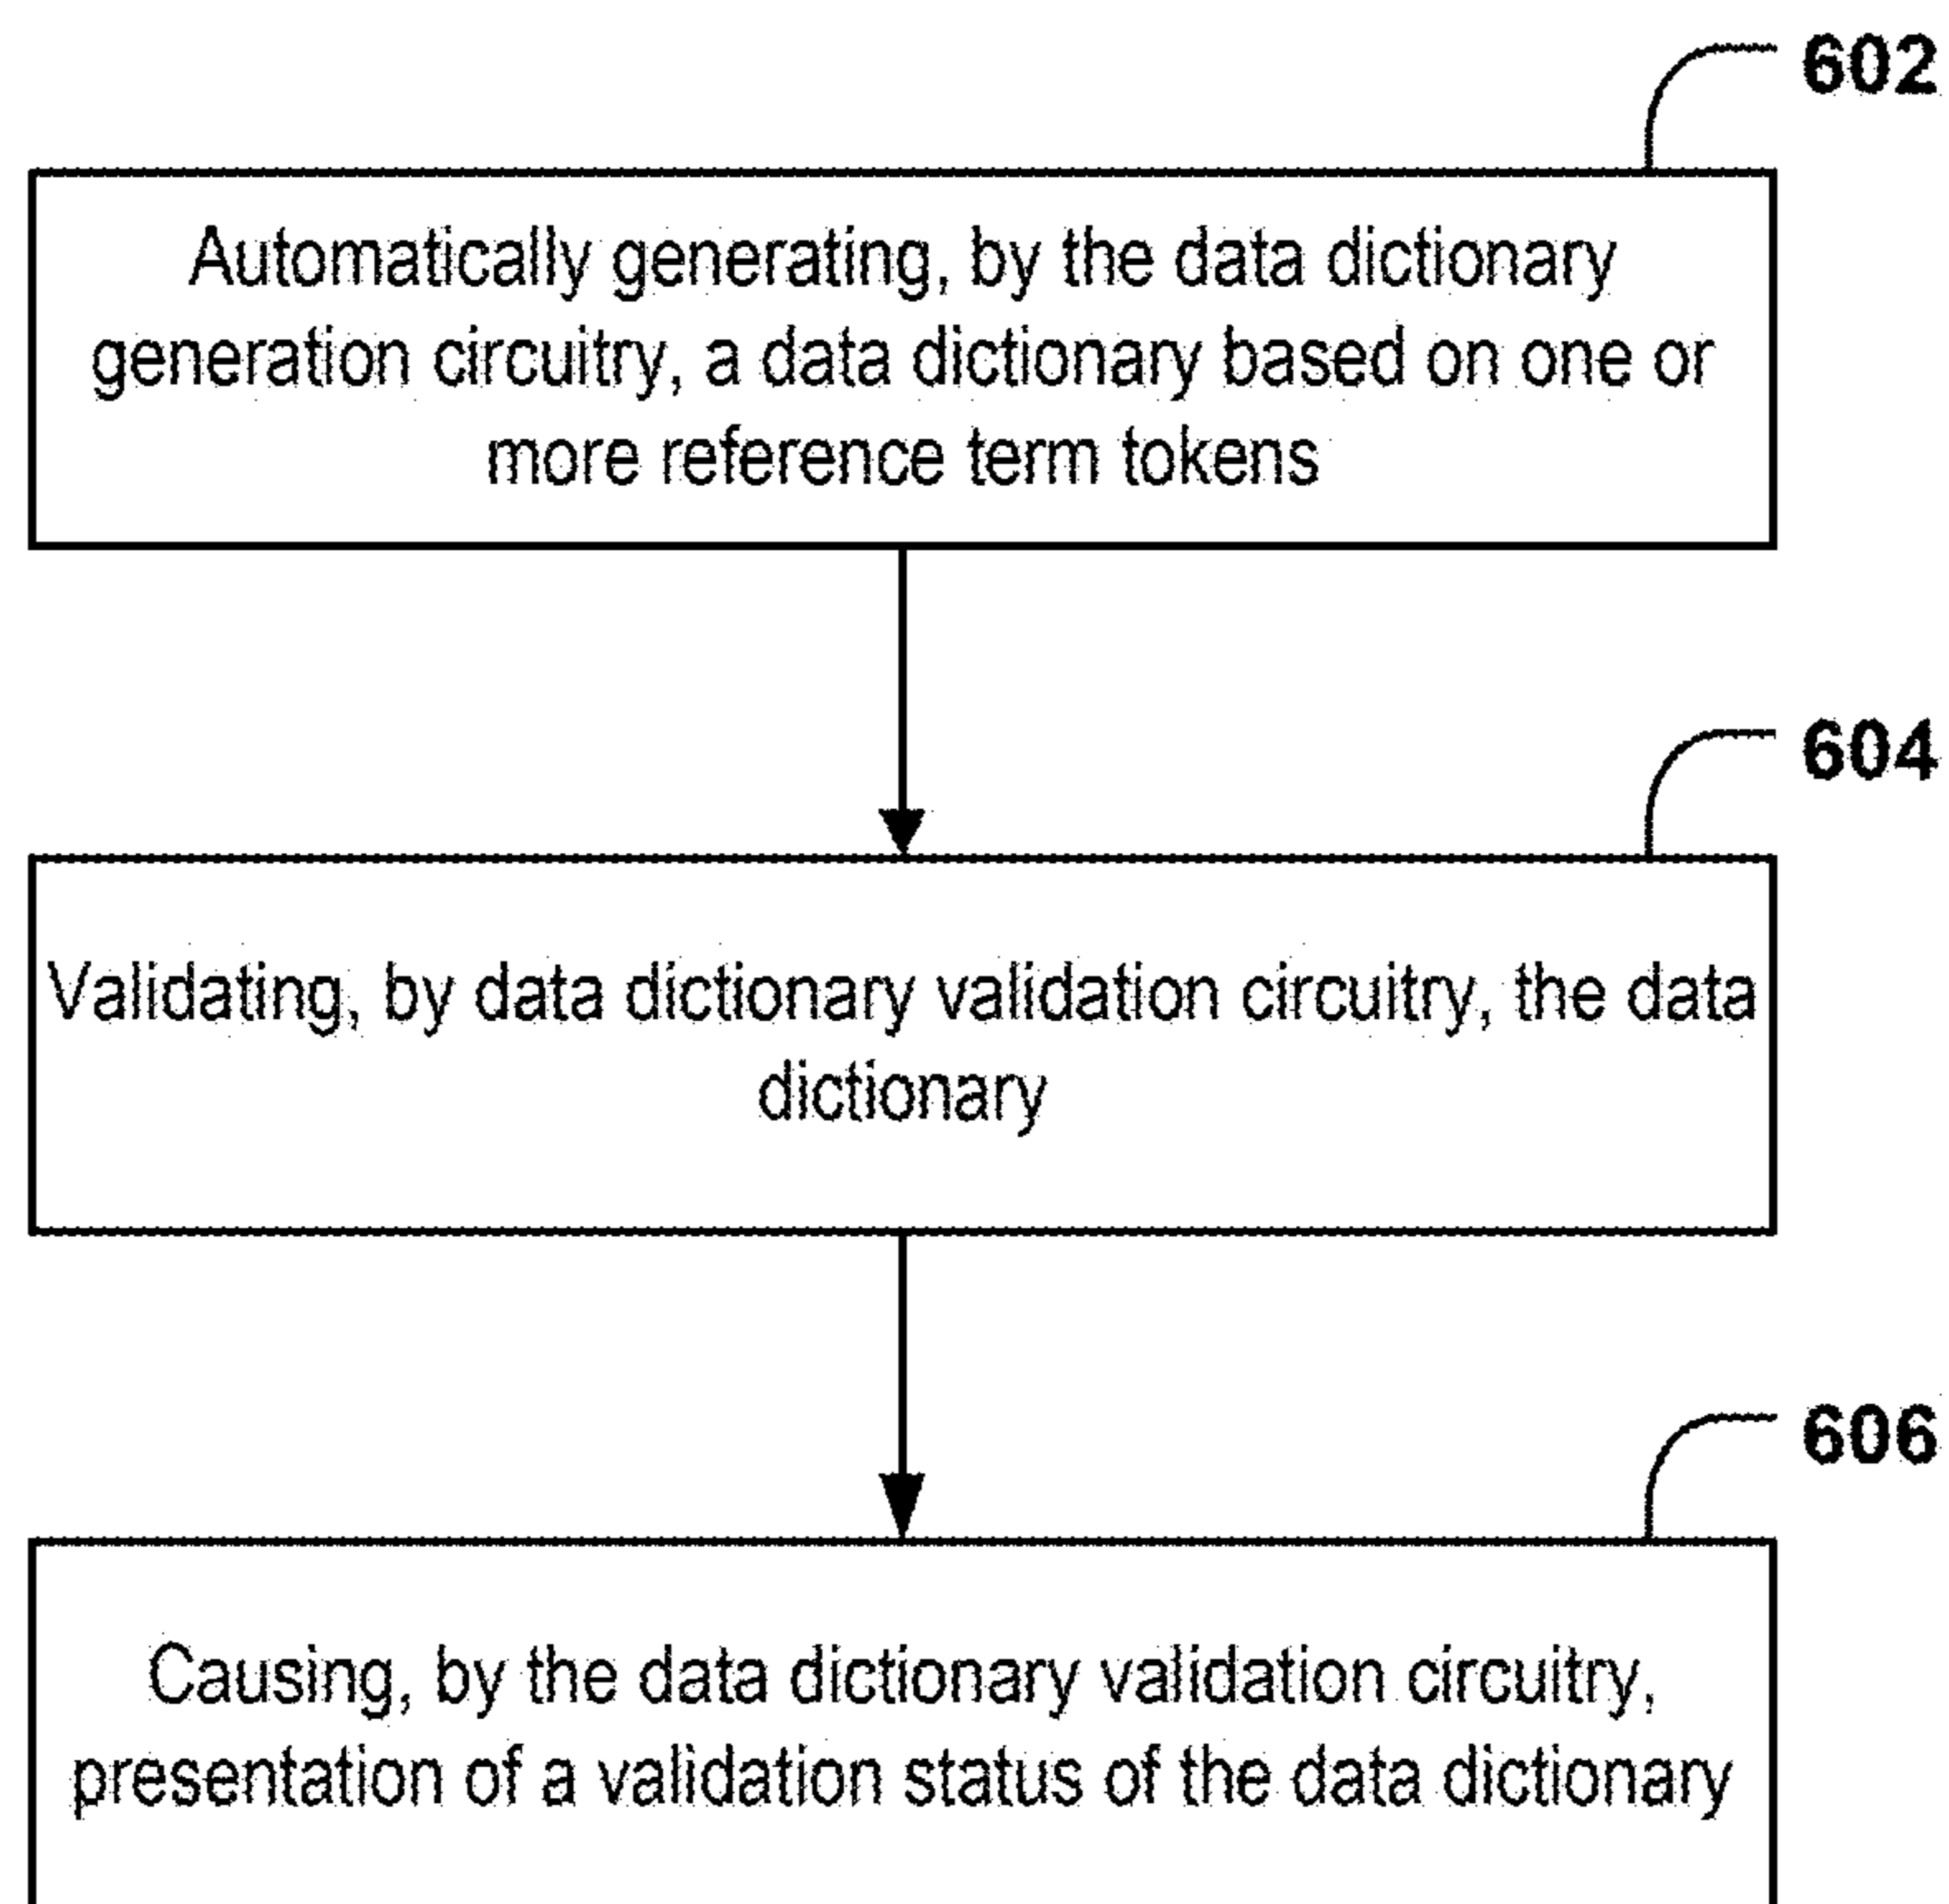 602
Automatically generating, by the data dictionary
generation circuitry, a data dictionary based on one or
more reference term tokens
604
Validating, by data dictionary validation circuitry, the data
dictionary
606
Causing, by the data dictionary validation circuitry,
presentation of a validation status of the data dictionary